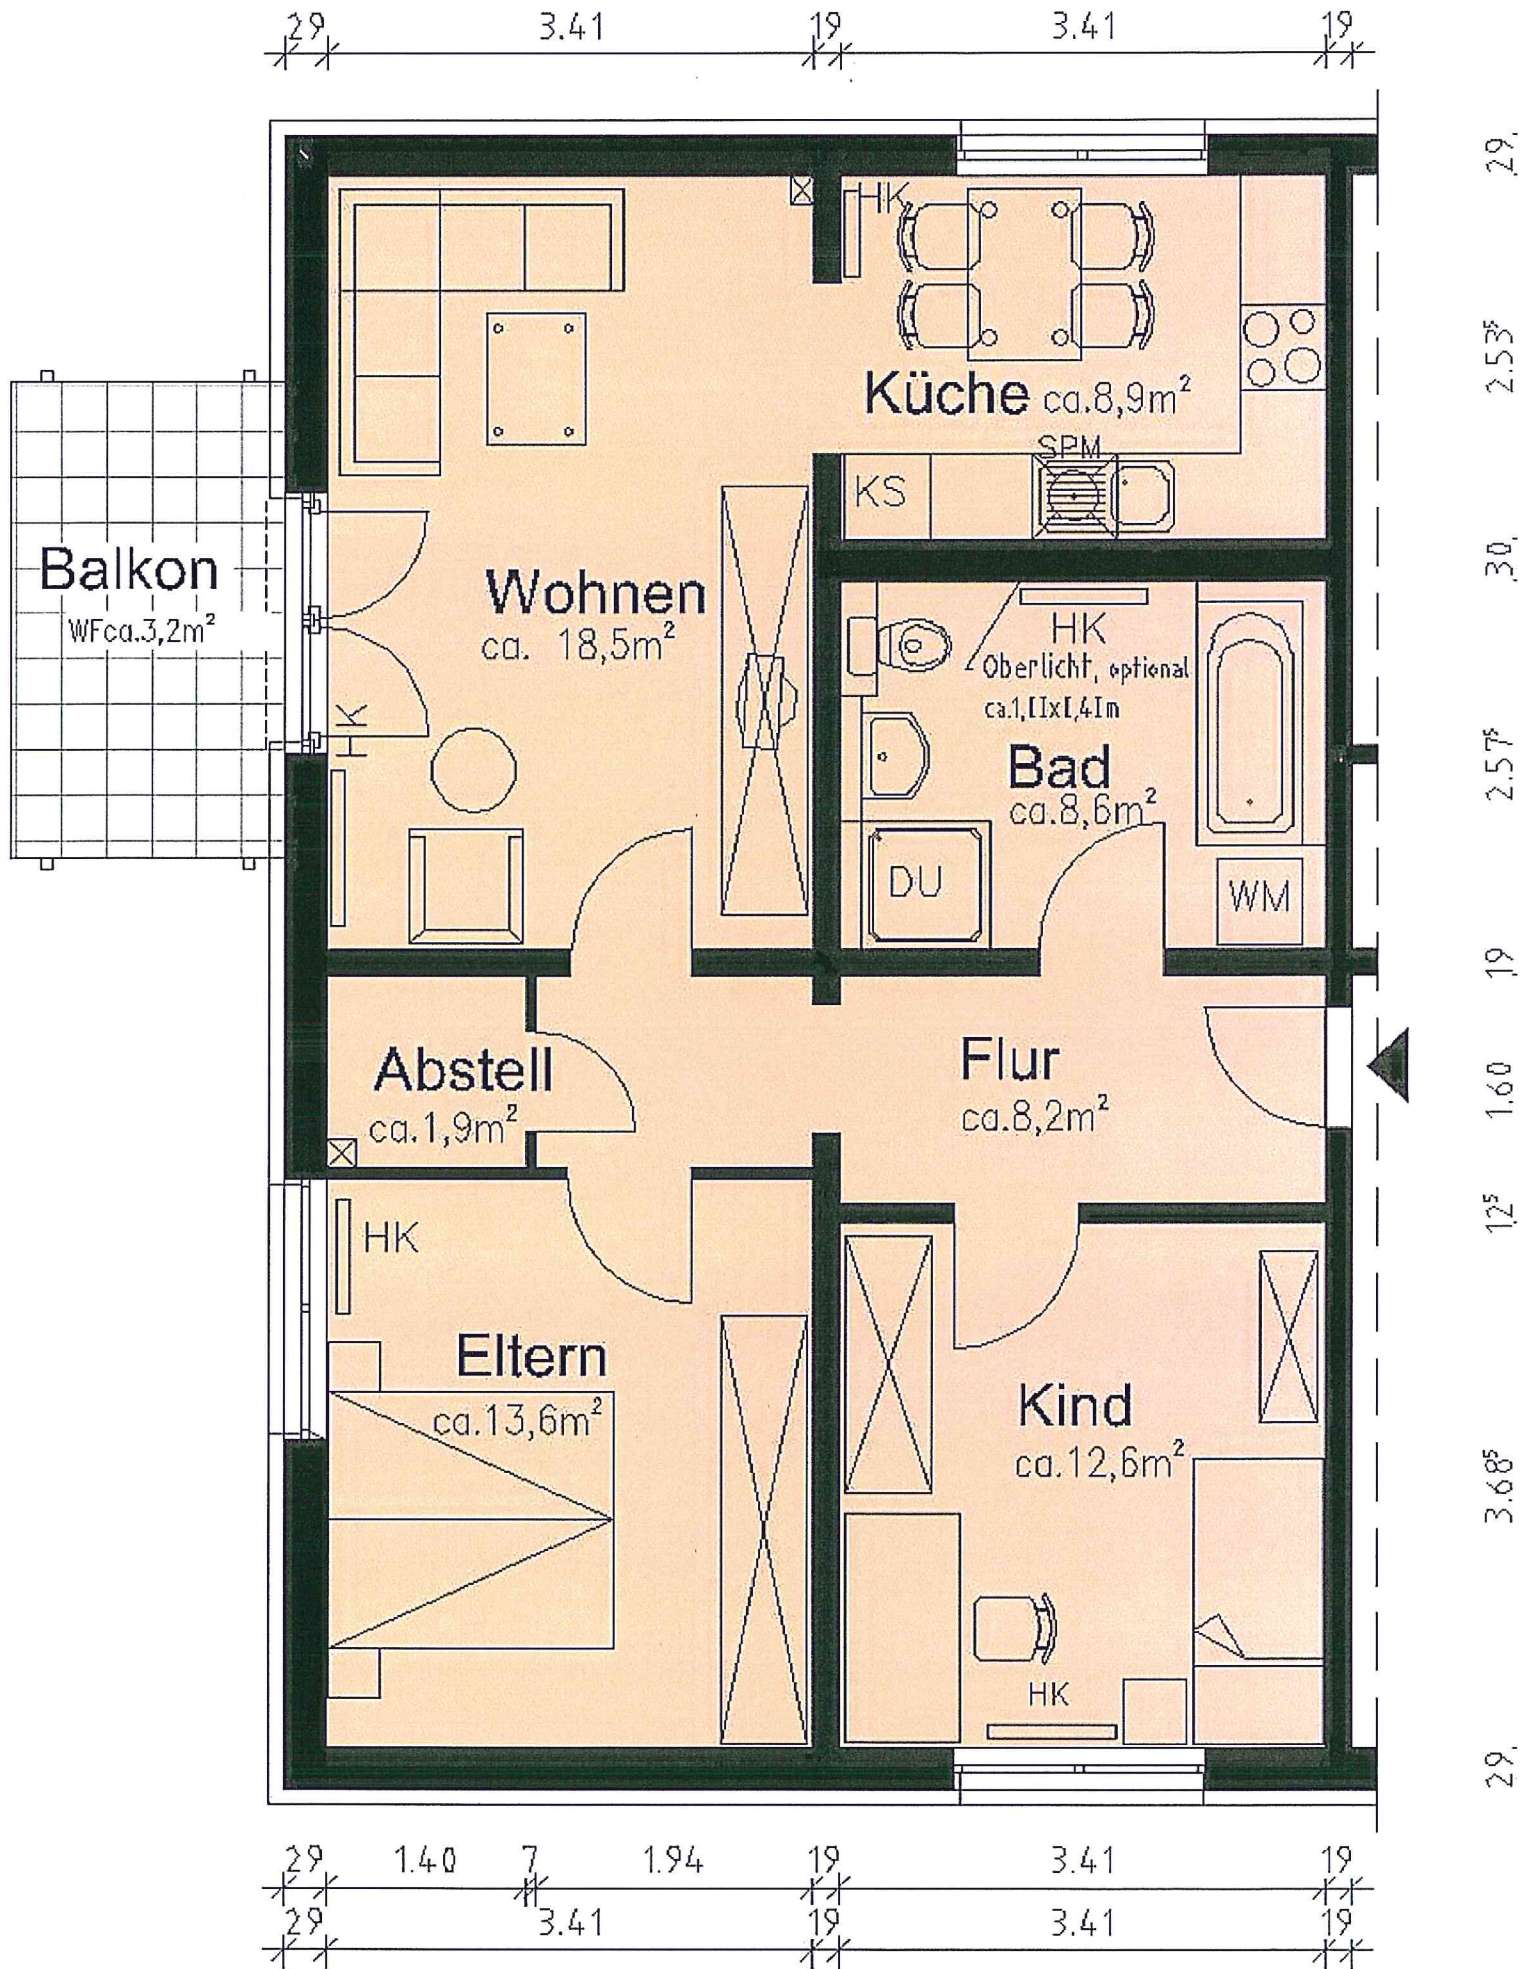 29 3.41 19 3.41 19
29
HK
2.53⁵
Küche ca.8,9m²
SPM
KS
30
Balkon
WFca.3,2m²
Wohnen
ca. 18,5m²
HK
HK
Oberlicht, optional
Bad
ca.8,6m²
2.57⁵
DU
WM
19
Abstell
ca.1,9m²
Flur
ca.8,2m²
1.60
12⁵
HK
Eltern
ca.13,6m²
Kind
ca.12,6m²
3.68⁵
HK
29
29 1.40 7 1.94 19 3.41 19
29 3.41 19 3.41 19